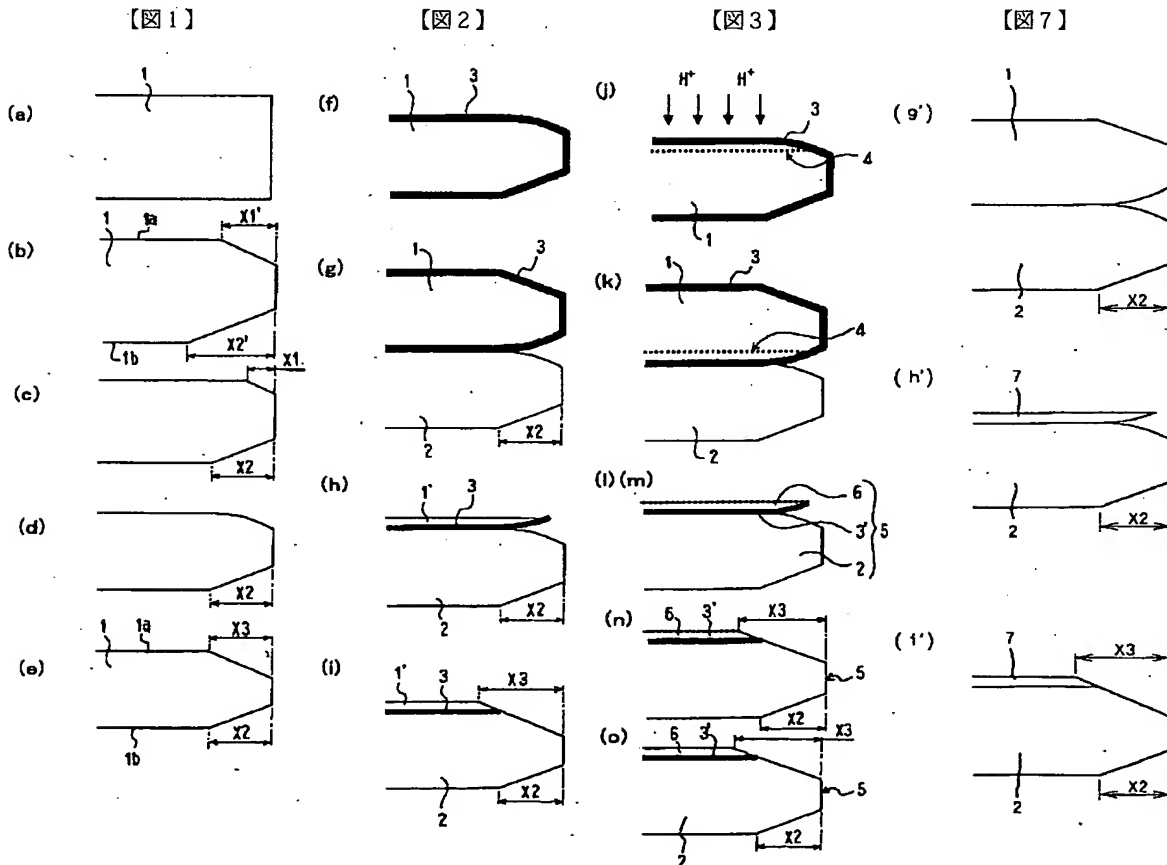 【図1】
(a)
1
(b)
1
1a
X1'
1b
X2'
(c)
X1
X2
(d)
X2
(e)
1
1a
X3
1b
X2
【図2】
(f)
1
3
(g)
1
3
2
X2
(h)
1'
3
2
X2
(i)
1'
3
X3
2
X2
【図3】
(j)
H⁺ H⁺
3
4
1
(k)
1
3
4
2
(l)(m)
6
3'
5
2
(n)
6
3'
X3
5
X2
(o)
6
3'
X3
5
2
X2
【図7】
(g')
1
2
X2
(h')
7
2
X2
(i')
7
X3
2
X2